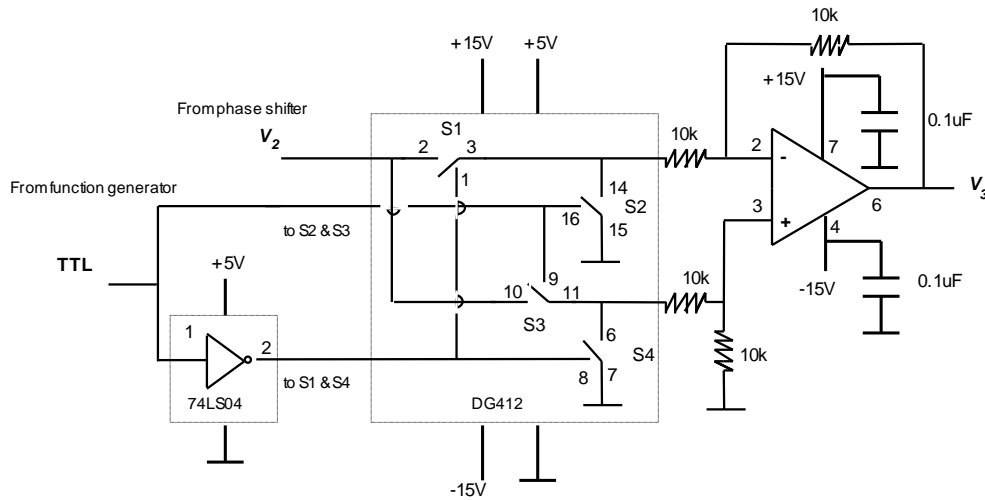 10k
+15V
+5V
+15V
From phase shifter
S1
10k
0.1uF
V2
2
3
2
-
7
1
From function generator
14
V3
16
S2
3
+
6
15
4
to S2 & S3
TTL
+5V
9
-15V
0.1uF
10
11
10k
S3
1
6
S4
2
10k
8
7
to S1 & S4
74LS04
DG412
-15V